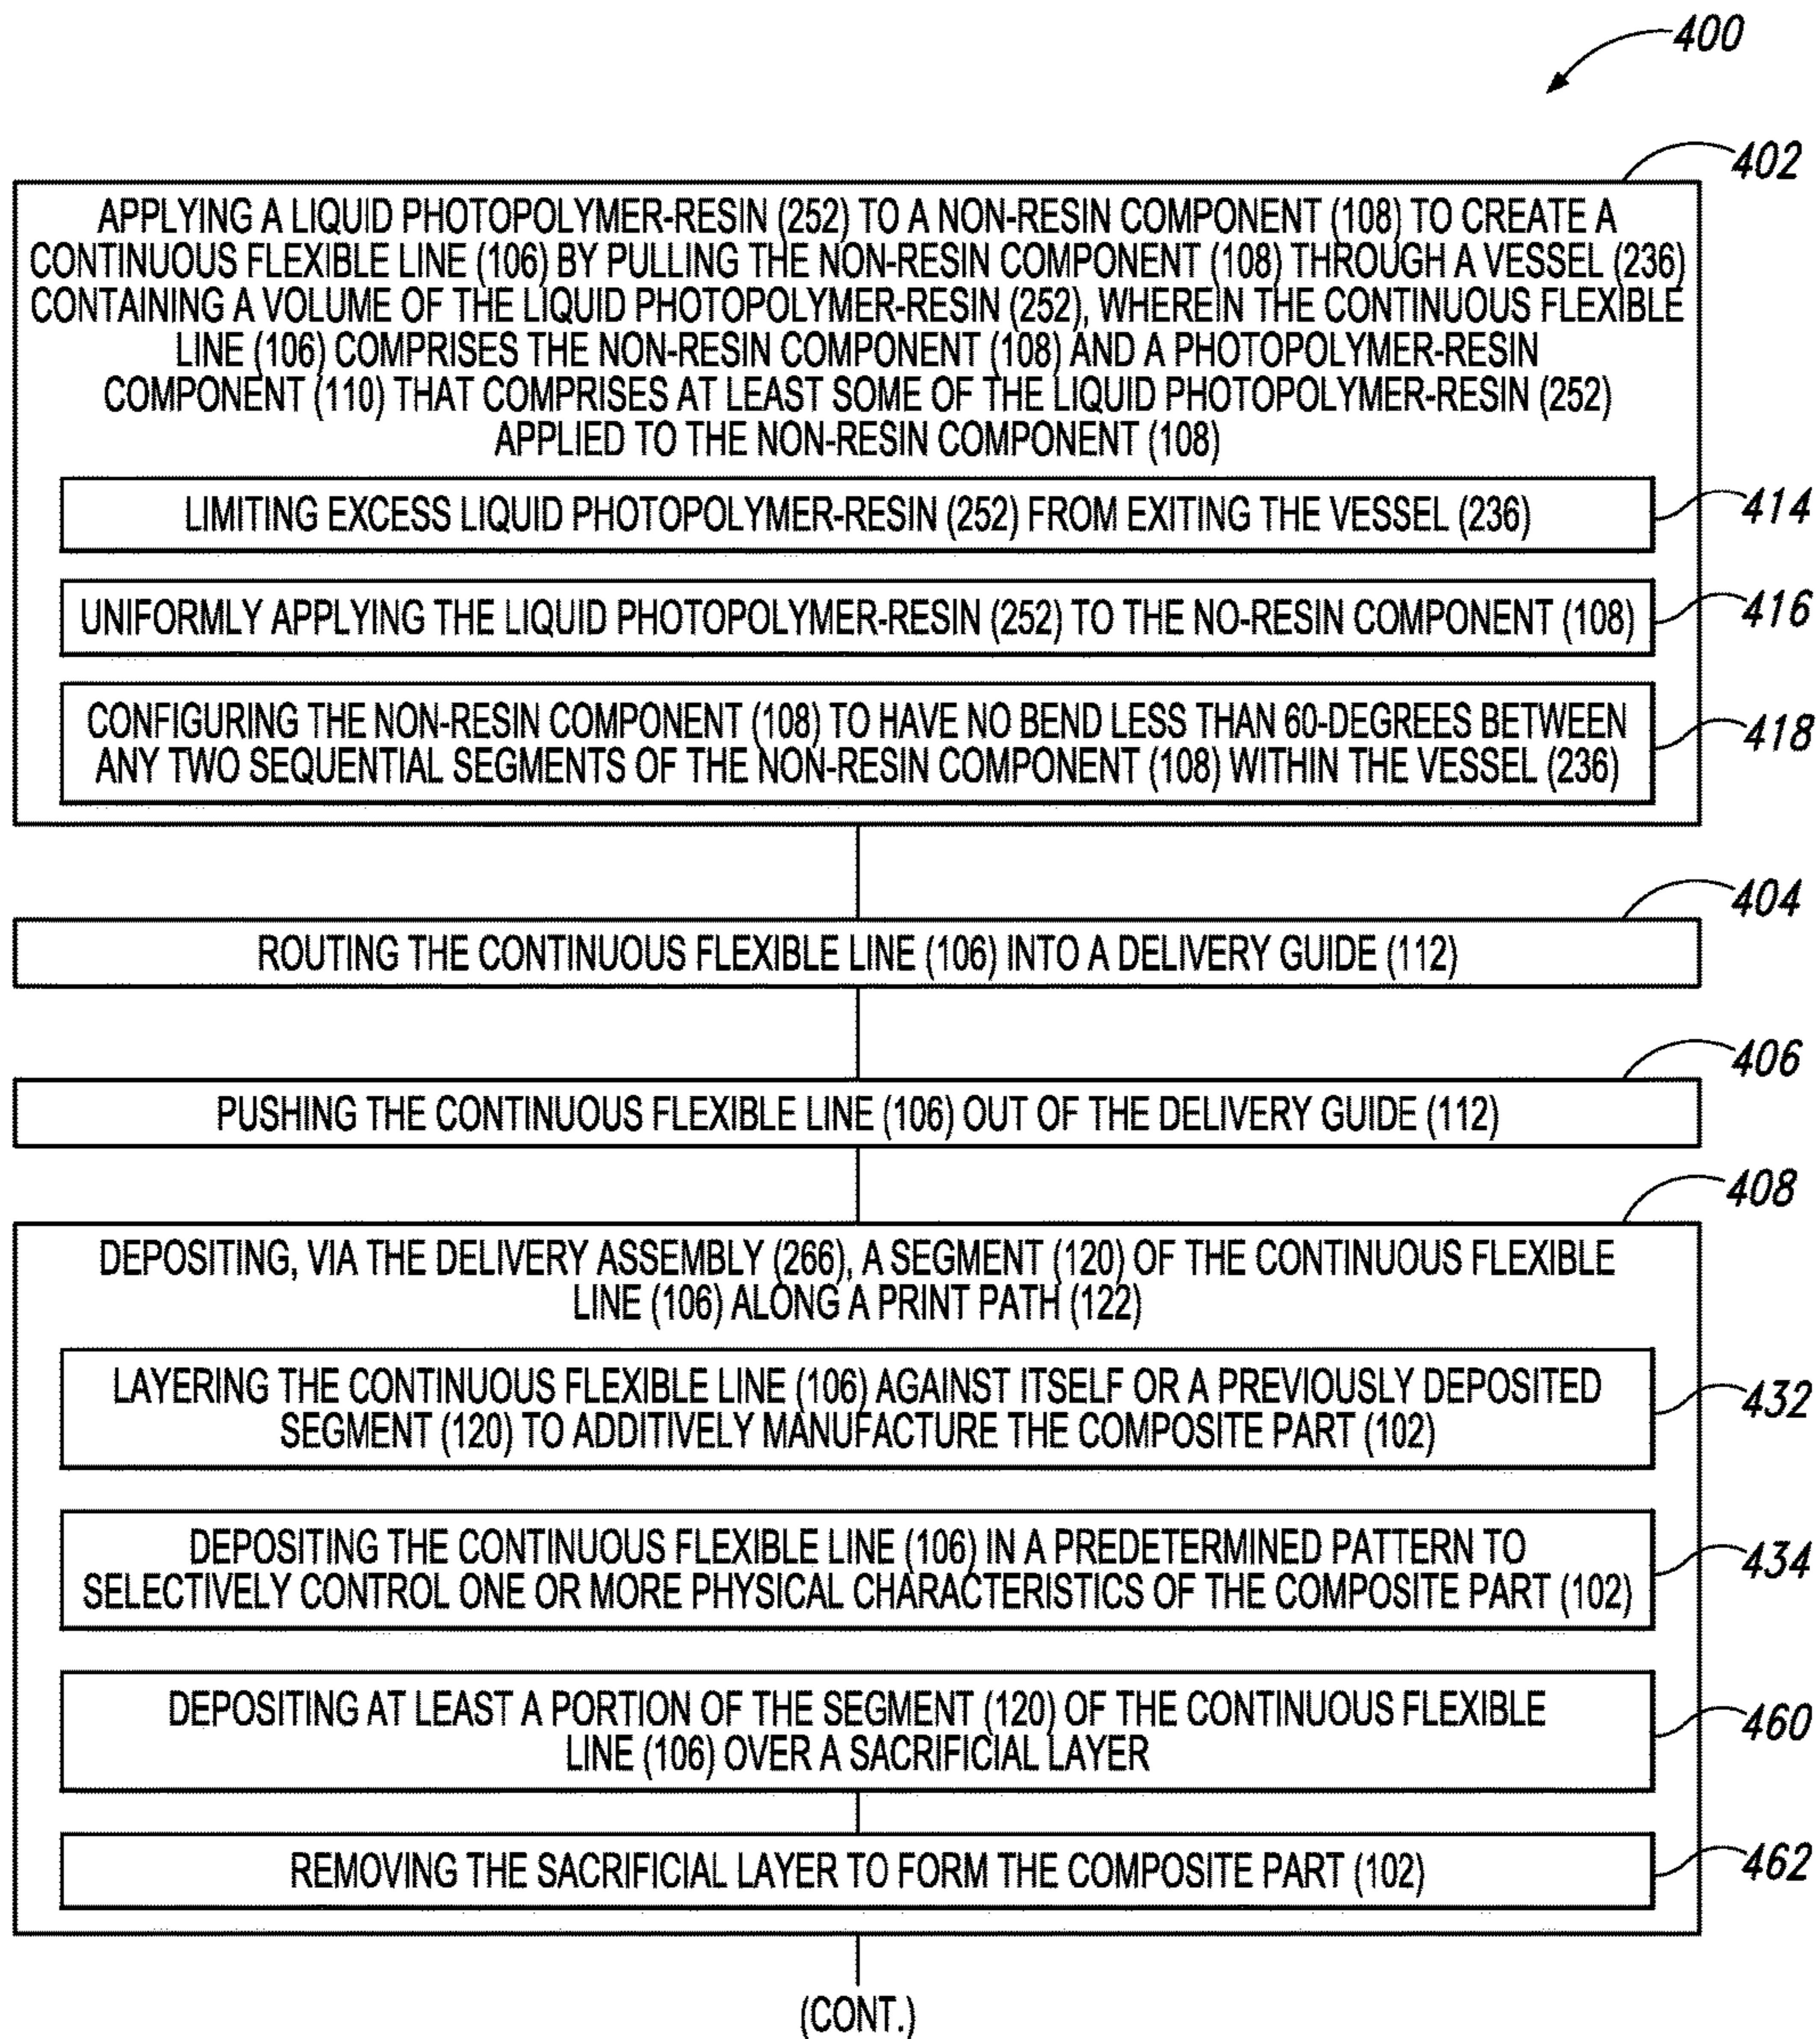 400
402
APPLYING A LIQUID PHOTOPOLYMER-RESIN (252) TO A NON-RESIN COMPONENT (108) TO CREATE A
CONTINUOUS FLEXIBLE LINE (106) BY PULLING THE NON-RESIN COMPONENT (108) THROUGH A VESSEL (236)
CONTAINING A VOLUME OF THE LIQUID PHOTOPOLYMER-RESIN (252), WHEREIN THE CONTINUOUS FLEXIBLE
LINE (106) COMPRISES THE NON-RESIN COMPONENT (108) AND A PHOTOPOLYMER-RESIN
COMPONENT (110) THAT COMPRISES AT LEAST SOME OF THE LIQUID PHOTOPOLYMER-RESIN (252)
APPLIED TO THE NON-RESIN COMPONENT (108)
LIMITING EXCESS LIQUID PHOTOPOLYMER-RESIN (252) FROM EXITING THE VESSEL (236)
414
UNIFORMLY APPLYING THE LIQUID PHOTOPOLYMER-RESIN (252) TO THE NO-RESIN COMPONENT (108)
416
CONFIGURING THE NON-RESIN COMPONENT (108) TO HAVE NO BEND LESS THAN 60-DEGREES BETWEEN
ANY TWO SEQUENTIAL SEGMENTS OF THE NON-RESIN COMPONENT (108) WITHIN THE VESSEL (236)
418
404
ROUTING THE CONTINUOUS FLEXIBLE LINE (106) INTO A DELIVERY GUIDE (112)
406
PUSHING THE CONTINUOUS FLEXIBLE LINE (106) OUT OF THE DELIVERY GUIDE (112)
408
DEPOSITING, VIA THE DELIVERY ASSEMBLY (266), A SEGMENT (120) OF THE CONTINUOUS FLEXIBLE
LINE (106) ALONG A PRINT PATH (122)
LAYERING THE CONTINUOUS FLEXIBLE LINE (106) AGAINST ITSELF OR A PREVIOUSLY DEPOSITED
SEGMENT (120) TO ADDITIVELY MANUFACTURE THE COMPOSITE PART (102)
432
DEPOSITING THE CONTINUOUS FLEXIBLE LINE (106) IN A PREDETERMINED PATTERN TO
SELECTIVELY CONTROL ONE OR MORE PHYSICAL CHARACTERISTICS OF THE COMPOSITE PART (102)
434
DEPOSITING AT LEAST A PORTION OF THE SEGMENT (120) OF THE CONTINUOUS FLEXIBLE
LINE (106) OVER A SACRIFICIAL LAYER
460
REMOVING THE SACRIFICIAL LAYER TO FORM THE COMPOSITE PART (102)
462
(CONT.)